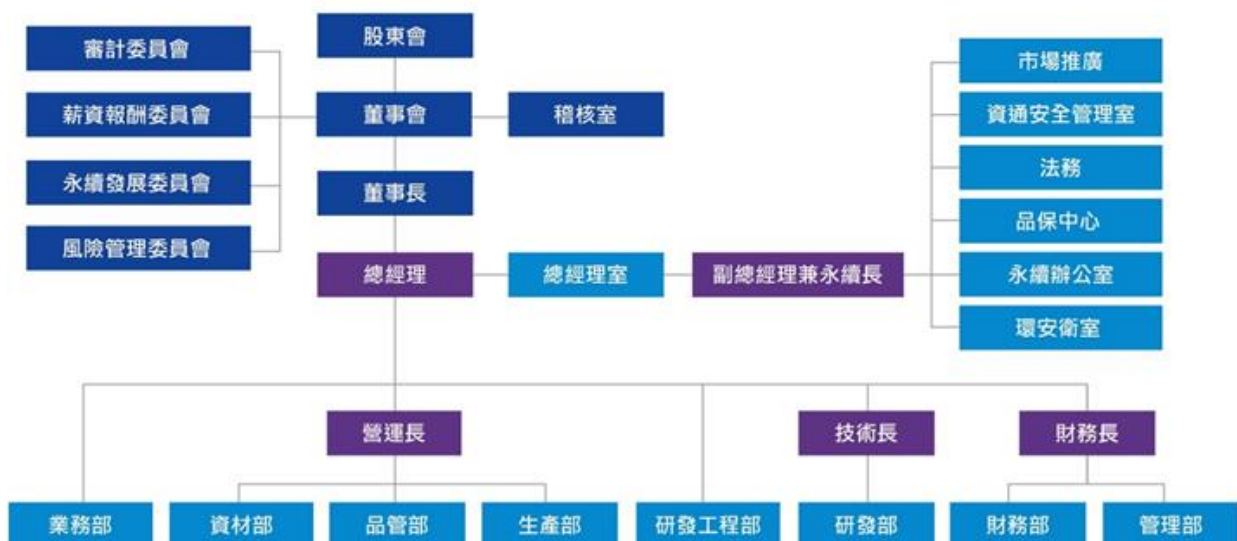 股東會
審計委員會
薪資報酬委員會
永續發展委員會
風險管理委員會
董事會
稽核室
董事長
總經理
總經理室
副總經理兼永續長
市場推廣
資通安全管理室
法務
品保中心
永續辦公室
環安衛室
營運長
技術長
財務長
業務部
資材部
品管部
生產部
研發工程部
研發部
財務部
管理部